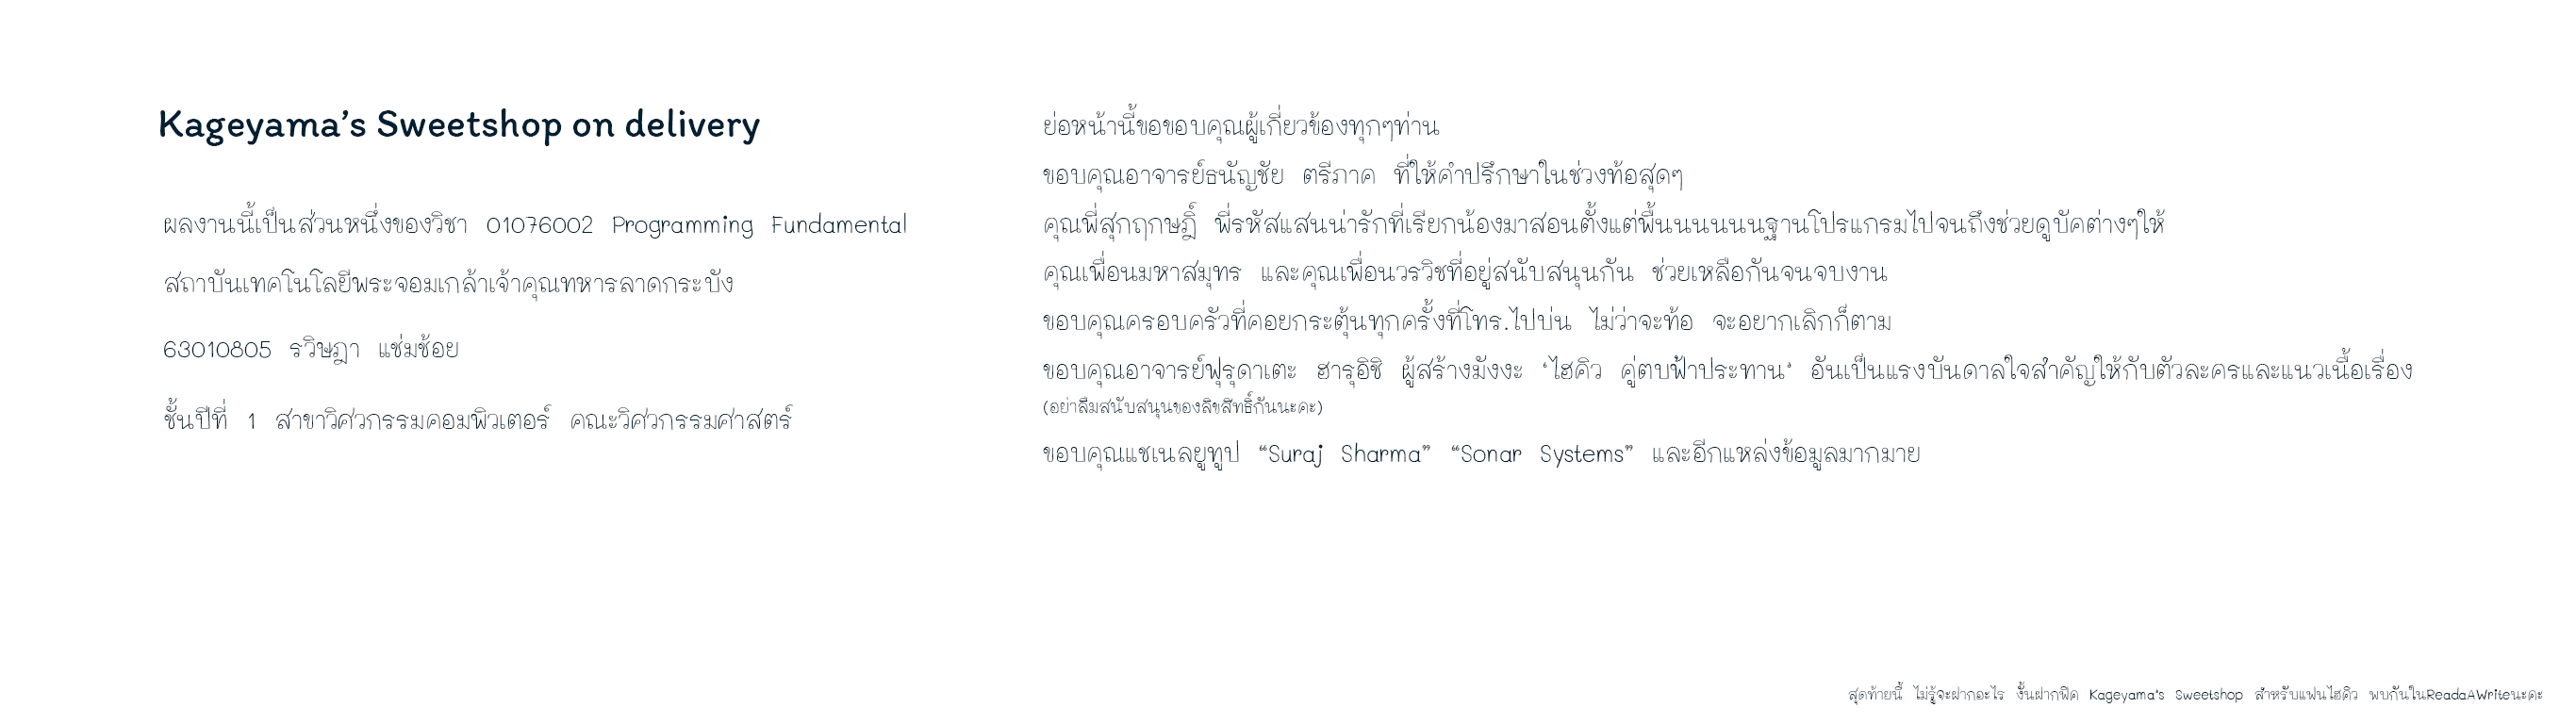 Kageyama's Sweetshop on delivery
ผลงานนี้เป็นส่วนหนึ่งของวิชา 01076002 Programming Fundamental
สถาบันเทคโนโลยีพระจอมเกล้าเจ้าคุณทหารลาดกระบัง
63010805 รวิษฎา แช่มช้อย
ชั้นปีที่ 1 สาขาวิศวกรรมคอมพิวเตอร์ คณะวิศวกรรมศาสตร์
ย่อหน้านี้ขอขอบคุณผู้เกี่ยวข้องทุกๆท่าน
ขอบคุณอาจารย์ธนัญชัย ตรีภาค ที่ให้คำปรึกษาในช่วงท้อสุดๆ
คุณพี่สุกฤกษฎิ์ พี่รหัสแสนน่ารักที่เรียกน้องมาสอนตั้งแต่พื้นนนนนนฐานโปรแกรมไปจนถึงช่วยดูบัคต่างๆให้
คุณเพื่อนมหาสมุทร และคุณเพื่อนวรวิชที่อยู่สนับสนุนกัน ช่วยเหลือกันจนจบงาน
ขอบคุณครอบครัวที่คอยกระตุ้นทุกครั้งที่โทร.ไปบ่น ไม่ว่าจะท้อ จะอยากเลิกก็ตาม
ขอบคุณอาจารย์ฟุรุดาเตะ ฮารุอิชิ ผู้สร้างมังงะ 'ไฮคิว คู่ตบฟ้าประทาน' อันเป็นแรงบันดาลใจสำคัญให้กับตัวละครและแนวเนื้อเรื่อง
(อย่าลืมสนับสนุนของลิขสิทธิ์กันนะคะ)
ขอบคุณแชเนลยูทูป “Suraj Sharma” “Sonar Systems” และอีกแหล่งข้อมูลมากมาย
สุดท้ายนี้ ไม่รู้จะฝากอะไร งั้นฝากฟิค Kageyama's Sweetshop สำหรับแฟนไฮคิว พบกันในReadaAWriteนะคะ